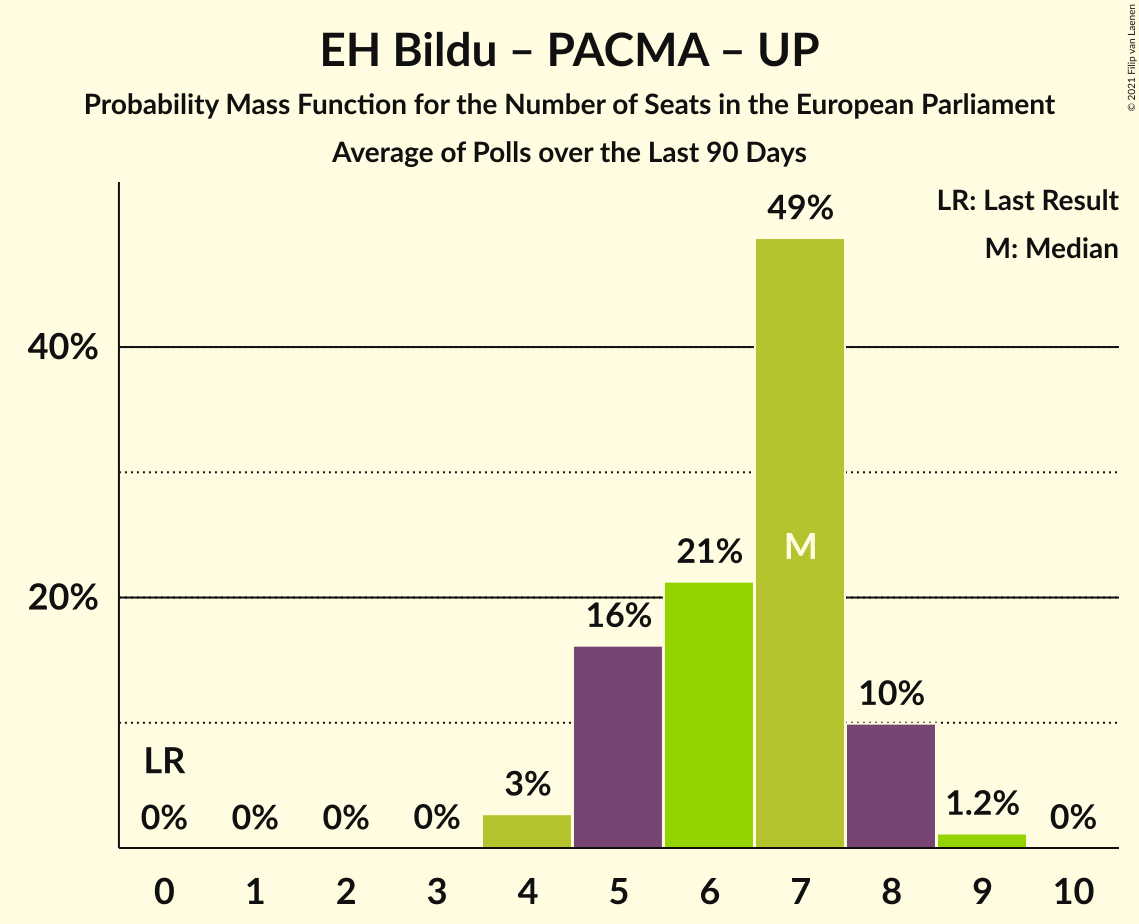 EH Bildu – PACMA – UP
Probability Mass Function for the Number of Seats in the European Parliament
Average of Polls over the Last 90 Days
© 2021 Filip van Laenen
LR: Last Result
M: Median
49%
40%
M
21%
20%
16%
10%
LR
3%
1.2%
0% 0% 0% 0% 0%
0 1 2 3 4 5 6 7 8 9 10